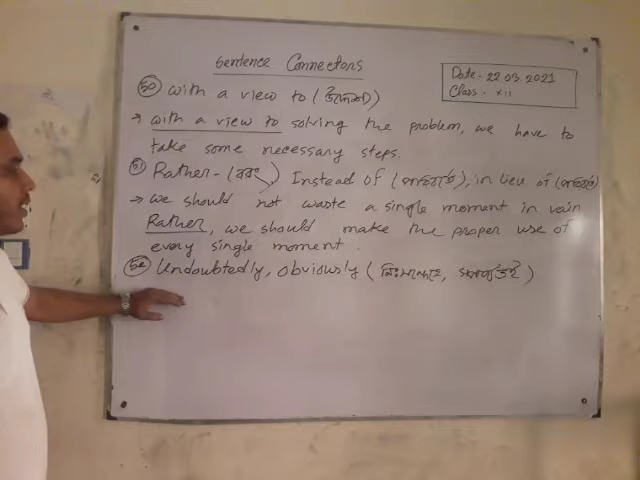 Sentence Connectors
Date: 22.03.2021
Class: XII
৫০ With a view to (উদ্দেশ্যে)
→ With a view to solving the problem, we have to
take some necessary steps.
৫১ Rather - (বরং) Instead of (পরিবর্তে), in lieu of (পরিবর্তে)
→ We should not waste a single moment in vain
Rather, we should make the proper use of
every single moment.
৫২ Undoubtedly, obviously (নিঃসন্দেহে,